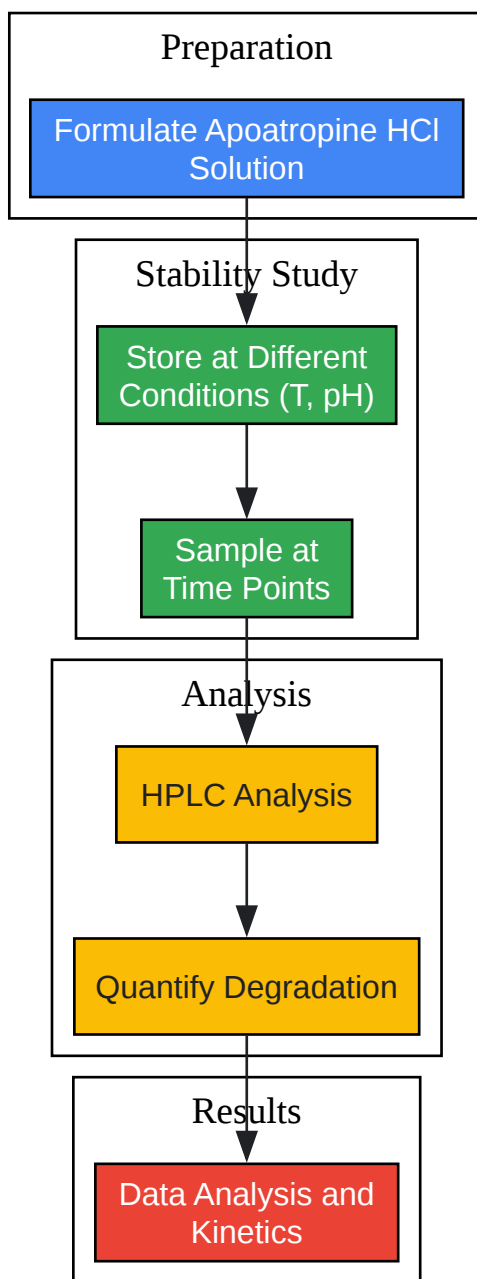 Preparation
Formulate Apoatropine HCl
Solution
Stability Study
Store at Different
Conditions (T, pH)
Sample at
Time Points
Analysis
HPLC Analysis
Quantify Degradation
Results
Data Analysis and
Kinetics